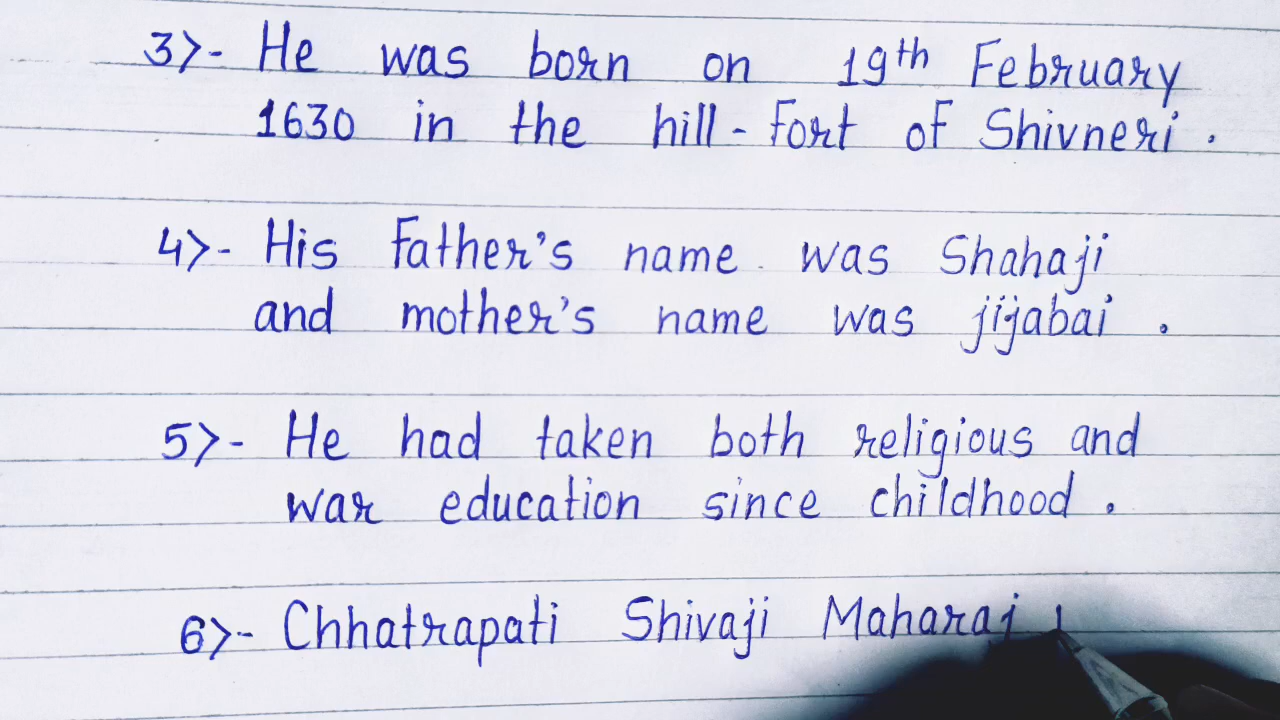 3>- He was born on 19th February
1630 in the hill-Fort of Shivneri.
4>- His Father's name was Shahaji
and mother's name was jijabai.
5>- He had taken both religious and
war education since childhood.
6>- Chhatrapati Shivaji Maharaj